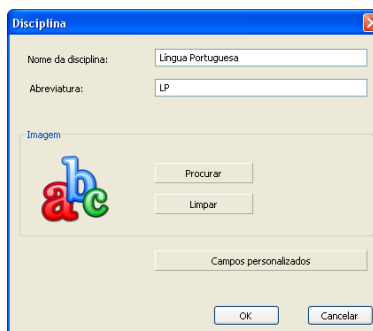 Disciplina
Nome da disciplina: Língua Portuguesa
Abreviatura: LP
Imagem
abc
Procurar
Limpar
Campos personalizados
OK Cancelar